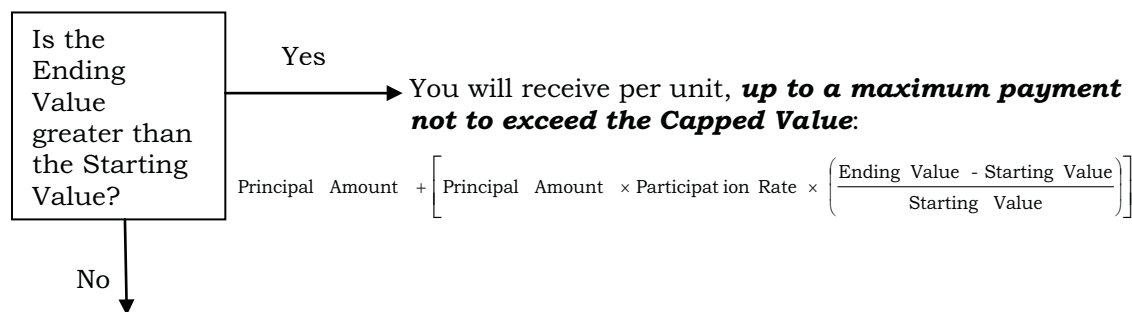 Is the
Ending
Value
greater than
the Starting
Value?
Yes
You will receive per unit, up to a maximum payment
not to exceed the Capped Value:
Principal Amount + [Principal Amount × Participat ion Rate × (Ending Value - Starting Value
Starting Value)]
No